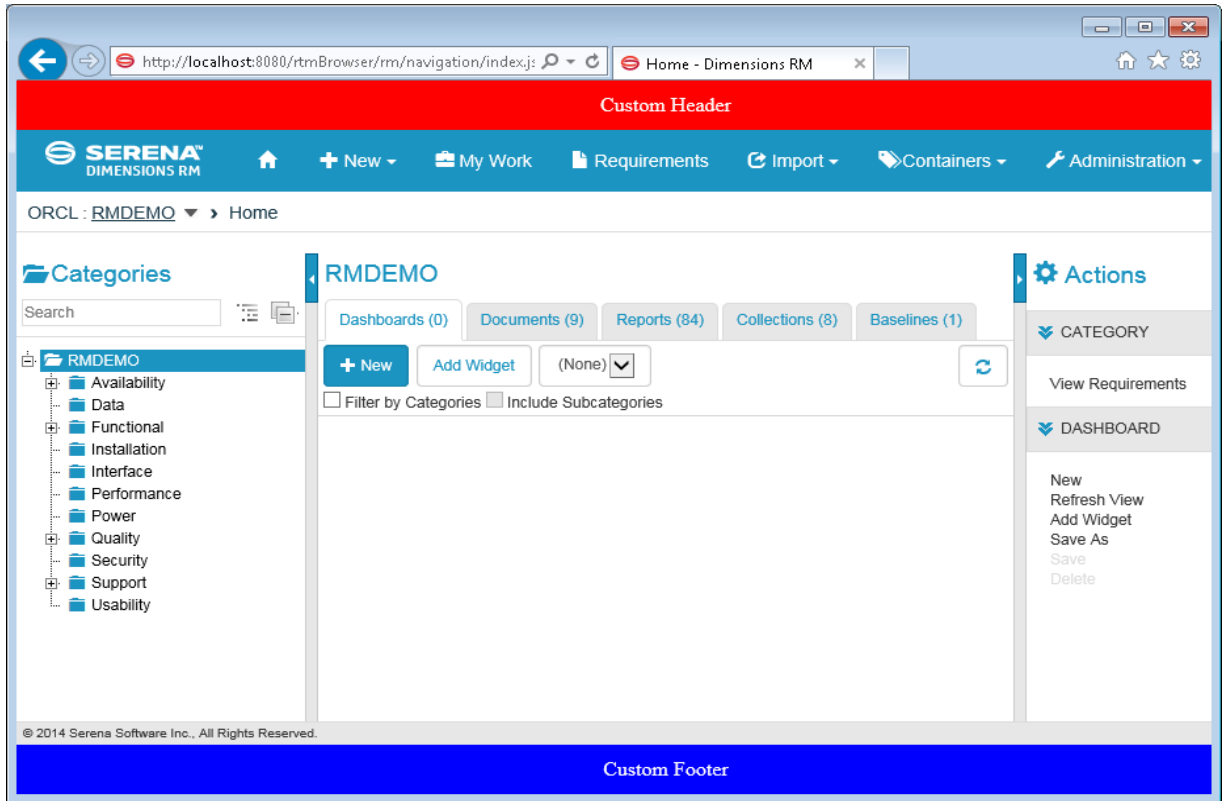 http://localhost:8080/rtmBrowser/rm/navigation/index.js
Home - Dimensions RM
Custom Header
SERENA™
DIMENSIONS RM
New
My Work
Requirements
Import
Containers
Administration
ORCL : RMDEMO > Home
Categories
Search
RMDEMO
Availability
Data
Functional
Installation
Interface
Performance
Power
Quality
Security
Support
Usability
RMDEMO
Dashboards (0)
Documents (9)
Reports (84)
Collections (8)
Baselines (1)
New
Add Widget
(None)
Filter by Categories
Include Subcategories
Actions
CATEGORY
View Requirements
DASHBOARD
New
Refresh View
Add Widget
Save As
Save
Delete
© 2014 Serena Software Inc., All Rights Reserved.
Custom Footer